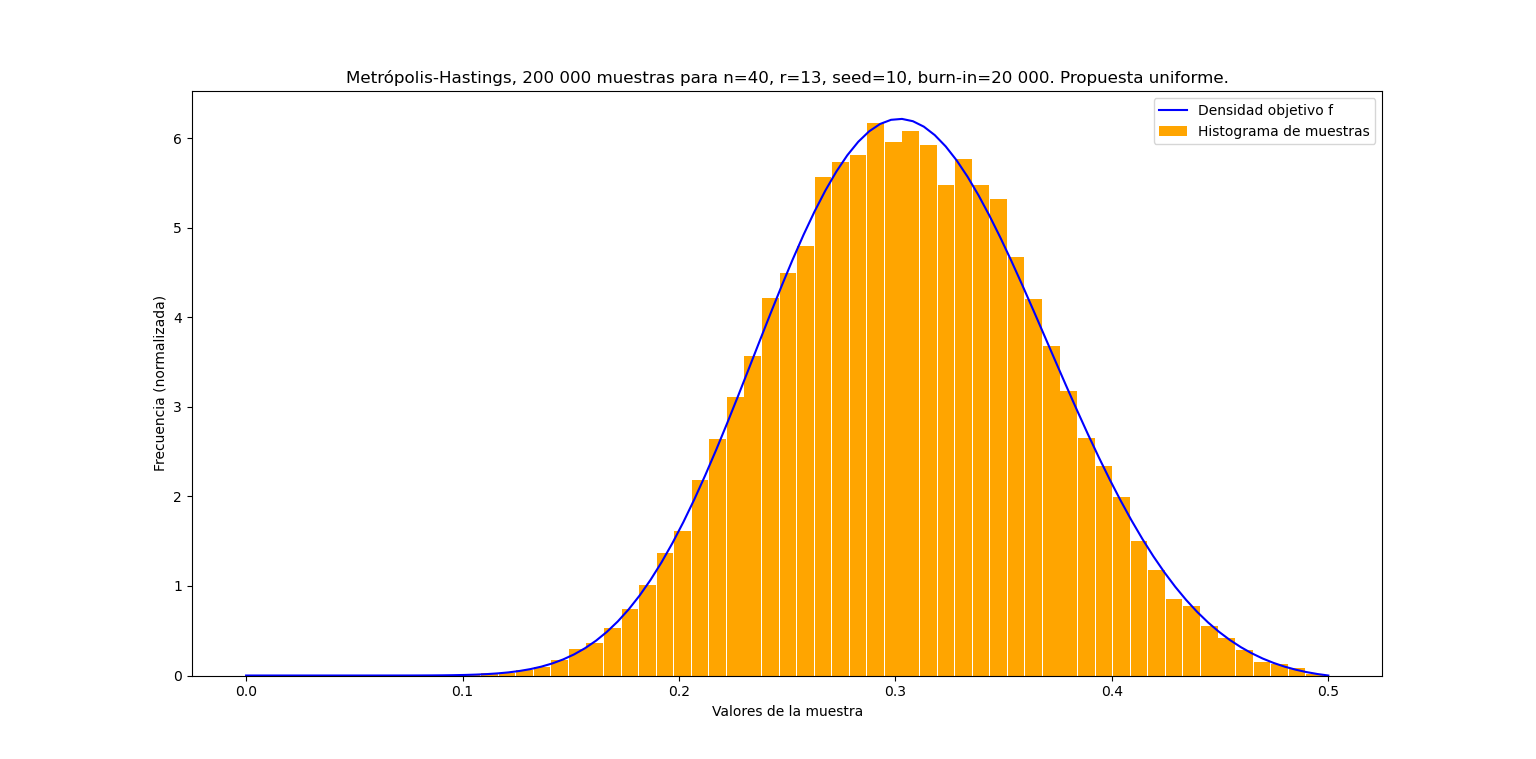 Metrópolis-Hastings, 200 000 muestras para n=40, r=13, seed=10, burn-in=20 000. Propuesta uniforme.
Densidad objetivo f
Histograma de muestras
Frecuencia (normalizada)
6
5
4
3
2
1
0
0.0 0.1 0.2 0.3 0.4 0.5
Valores de la muestra